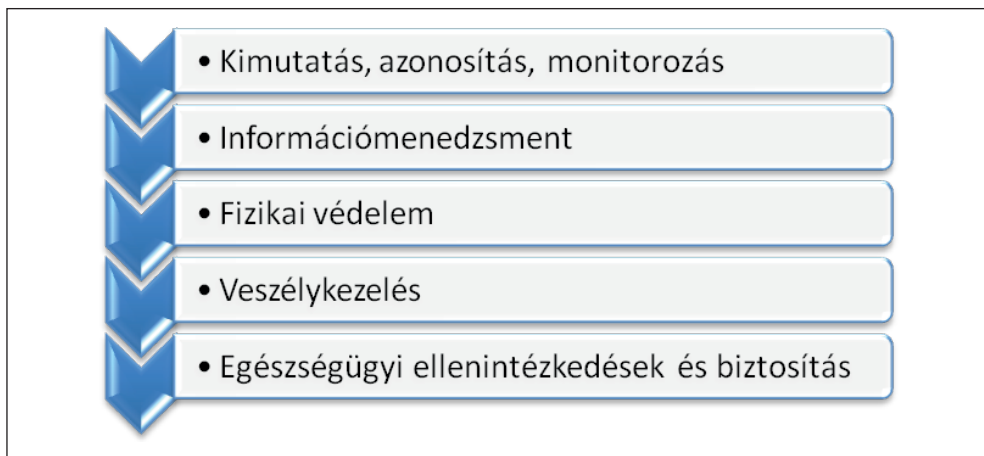 • Kimutatás, azonosítás, monitorozás
• Információmenedzsment
• Fizikai védelem
• Veszélykezelés
• Egészségügyi ellenintézkedések és biztosítás